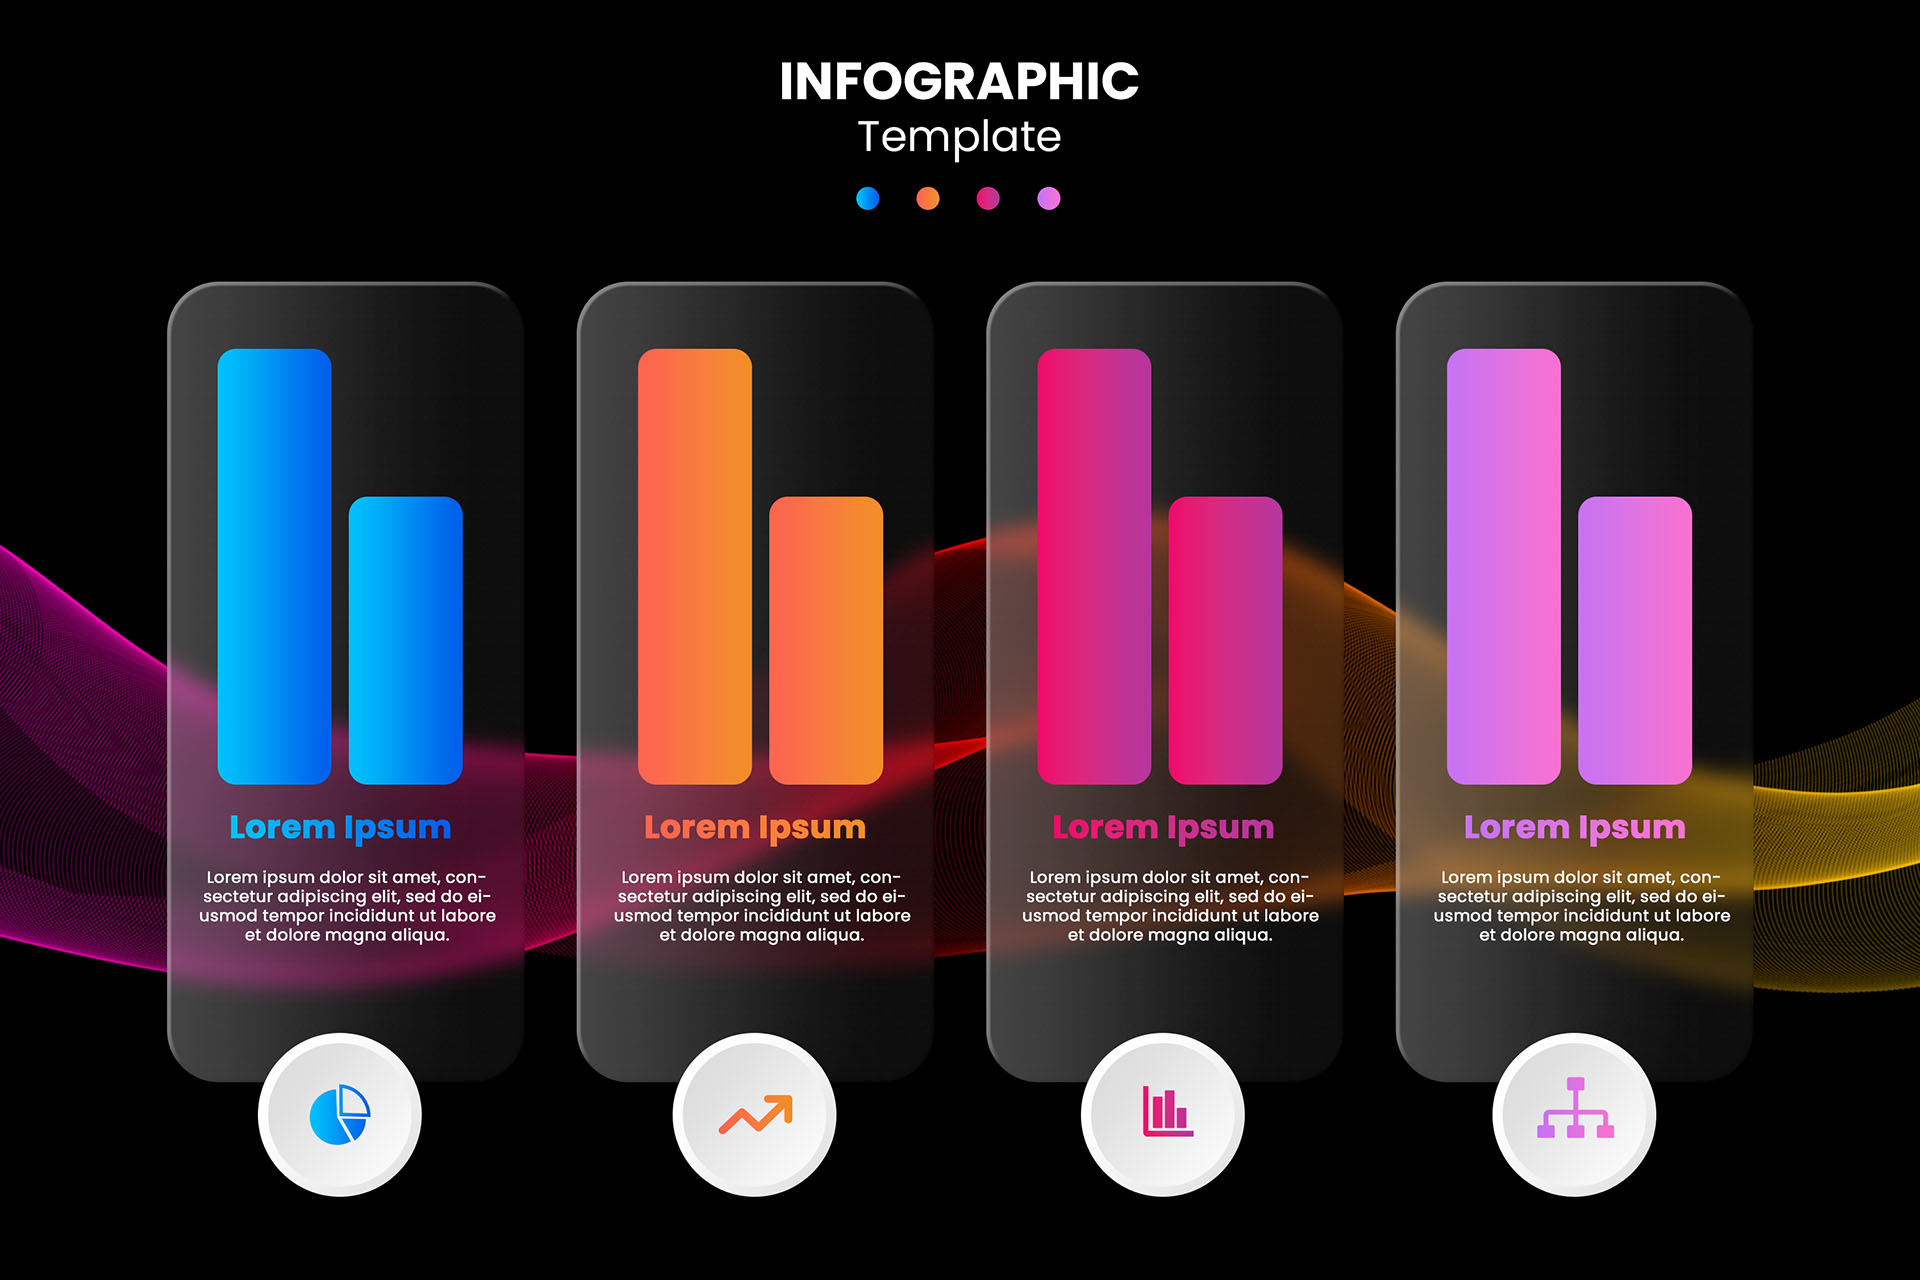 INFOGRAPHIC
Template
Lorem Ipsum
Lorem ipsum dolor sit amet, con-
sectetur adipiscing elit, sed do ei-
usmod tempor incididunt ut labore
et dolore magna aliqua.
Lorem Ipsum
Lorem ipsum dolor sit amet, con-
sectetur adipiscing elit, sed do ei-
usmod tempor incididunt ut labore
et dolore magna aliqua.
Lorem Ipsum
Lorem ipsum dolor sit amet, con-
sectetur adipiscing elit, sed do ei-
usmod tempor incididunt ut labore
et dolore magna aliqua.
Lorem Ipsum
Lorem ipsum dolor sit amet, con-
sectetur adipiscing elit, sed do ei-
usmod tempor incididunt ut labore
et dolore magna aliqua.